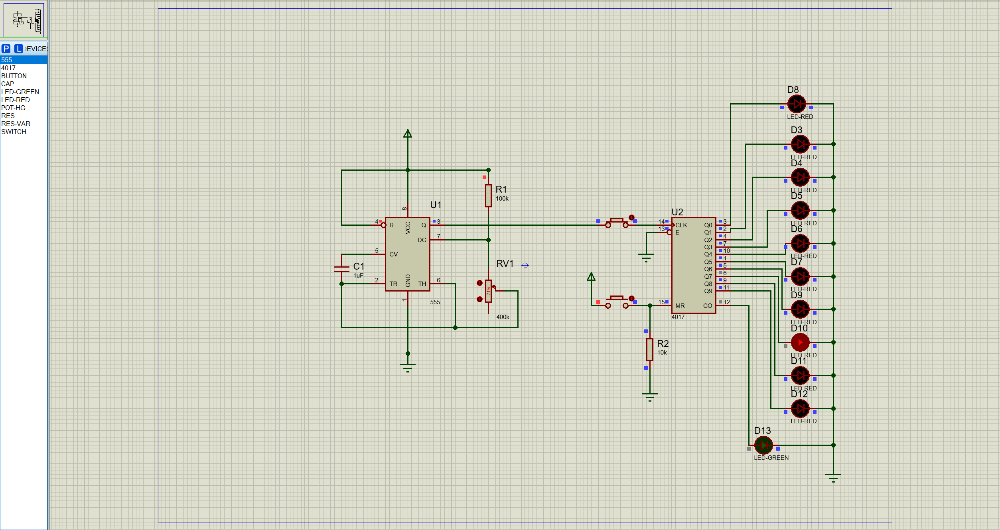 P L DEVICES
555
4017
BUTTON
CAP
LED-GREEN
LED-RED
POT-HG
RES
RES-VAR
SWITCH
U1
8
4 R
VCC
Q 3
DC 7
5 CV
2 TR
GND
TH 6
1
555
C1
1uF
R1
100k
RV1
71%
400k
U2
14 CLK
13 E
15 MR
Q0 3
Q1 2
Q2 4
Q3 7
Q4 10
Q5 1
Q6 5
Q7 6
Q8 9
Q9 11
CO 12
4017
R2
10k
D8
LED-RED
D3
LED-RED
D4
LED-RED
D5
LED-RED
D6
LED-RED
D7
LED-RED
D9
LED-RED
D10
LED-RED
D11
LED-RED
D12
LED-RED
D13
LED-GREEN